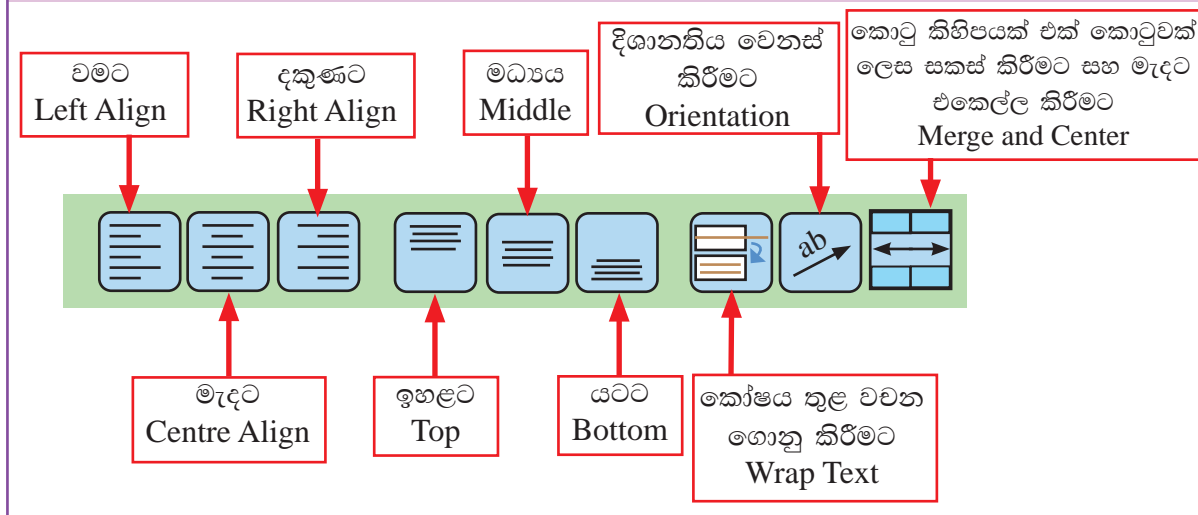 වමට
Left Align
දකුණට
Right Align
මධ්‍යය
Middle
දිශානතිය වෙනස්
කිරීමට
Orientation
කොටු කිහිපයක් එක් කොටුවක්
ලෙස සකස් කිරීමට සහ මැදට
එකෙල්ල කිරීමට
Merge and Center
ab
මැදට
Centre Align
ඉහළට
Top
යටට
Bottom
කෝෂය තුළ වචන
ගොනු කිරීමට
Wrap Text